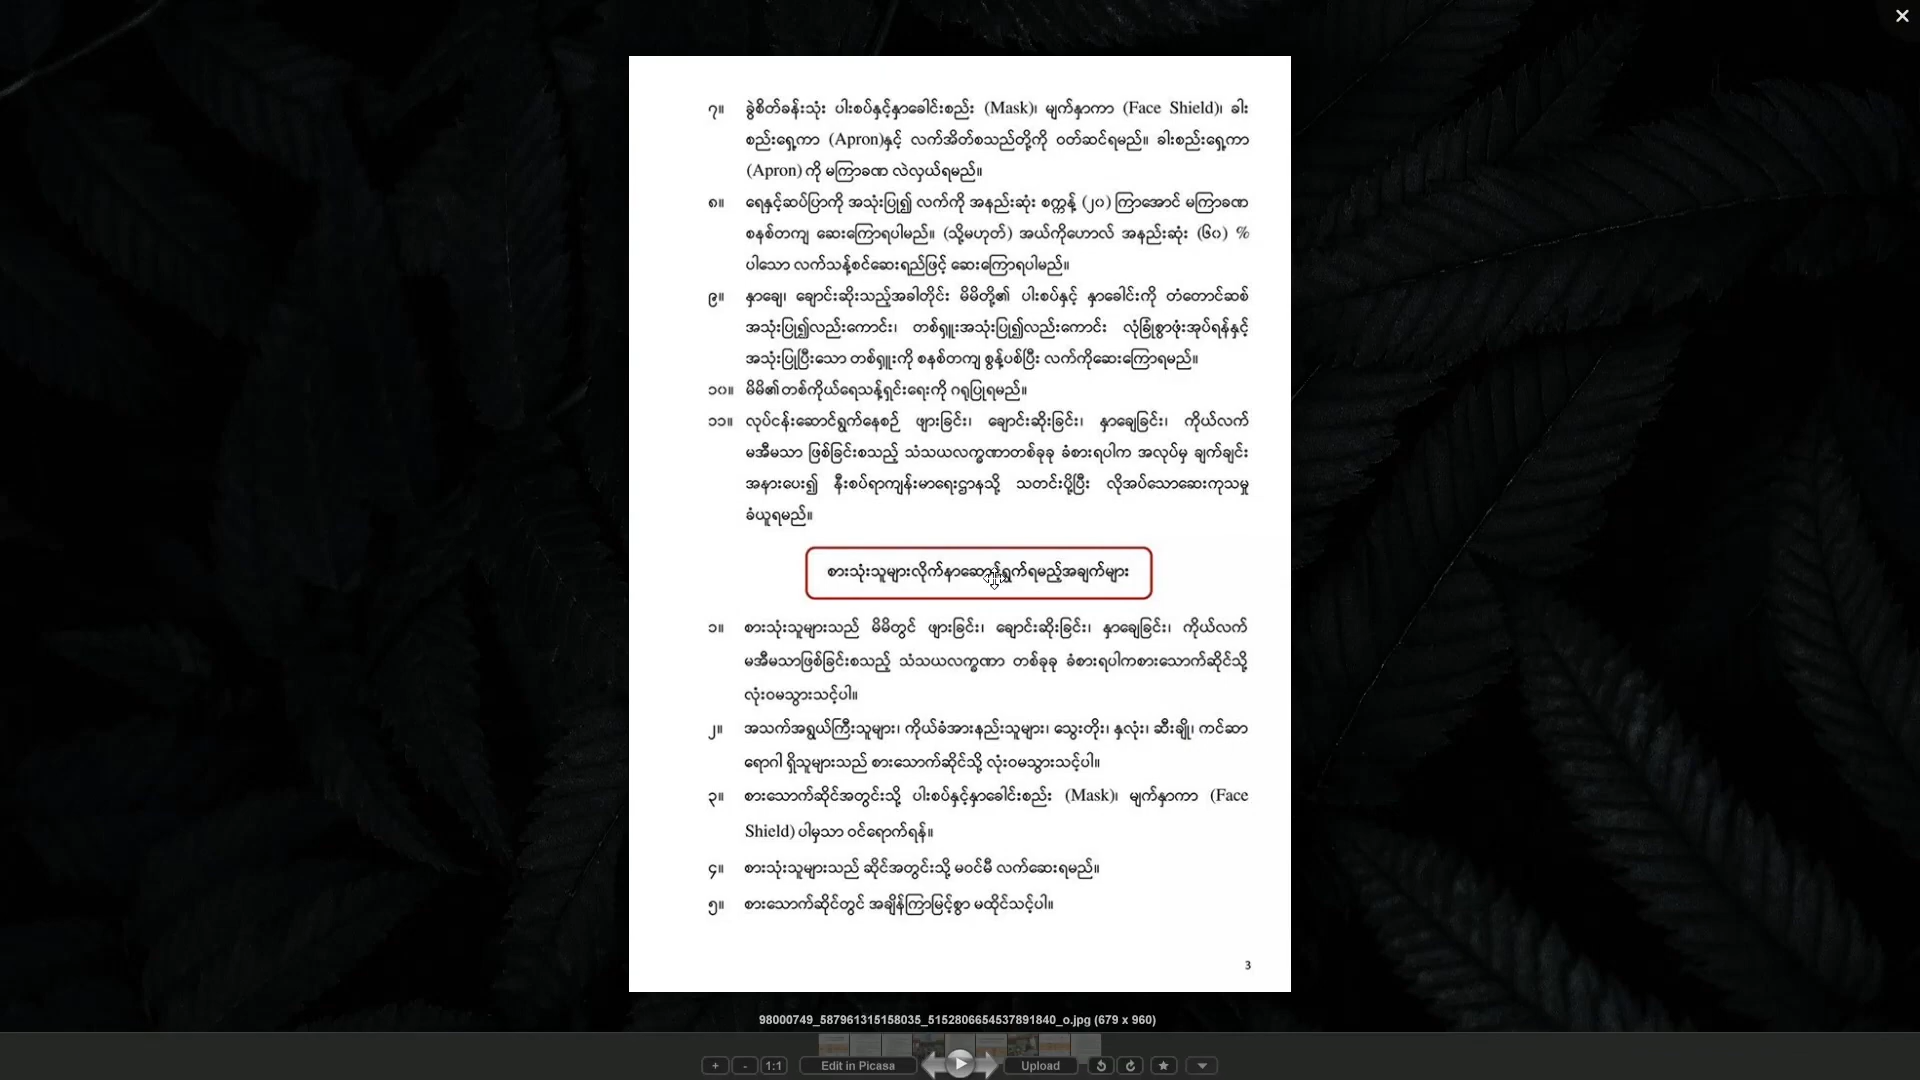 ၇။ ခွဲစိတ်ခန်းသုံး ပါးစပ်နှင့်နှာခေါင်းစည်း (Mask)၊ မျက်နှာကာ (Face Shield)၊ ခါး
စည်းရှေ့ကာ (Apron)နှင့် လက်အိတ်စသည်တို့ကို ဝတ်ဆင်ရမည်။ ခါးစည်းရှေ့ကာ
(Apron) ကို မကြာခဏ လဲလှယ်ရမည်။
၈။ ရေနှင့်ဆပ်ပြာကို အသုံးပြု၍ လက်ကို အနည်းဆုံး စက္ကန့် (၂၀) ကြာအောင် မကြာခဏ
စနစ်တကျ ဆေးကြောရပါမည်။ (သို့မဟုတ်) အယ်ကိုဟောလ် အနည်းဆုံး (၆၀) %
ပါသော လက်သန့်စင်ဆေးရည်ဖြင့် ဆေးကြောရပါမည်။
၉။ နှာချေ၊ ချောင်းဆိုးသည့်အခါတိုင်း မိမိတို့၏ ပါးစပ်နှင့် နှာခေါင်းကို တံတောင်ဆစ်
အသုံးပြု၍လည်းကောင်း၊ တစ်ရှူးအသုံးပြု၍လည်းကောင်း လုံခြုံစွာဖုံးအုပ်ရန်နှင့်
အသုံးပြုပြီးသော တစ်ရှူးကို စနစ်တကျ စွန့်ပစ်ပြီး လက်ကိုဆေးကြောရမည်။
၁၀။ မိမိ၏တစ်ကိုယ်ရေသန့်ရှင်းရေးကို ဂရုပြုရမည်။
၁၁။ လုပ်ငန်းဆောင်ရွက်နေစဉ် ဖျားခြင်း၊ ချောင်းဆိုးခြင်း၊ နှာချေခြင်း၊ ကိုယ်လက်
မအီမသာ ဖြစ်ခြင်းစသည့် သံသယလက္ခဏာတစ်ခုခု ခံစားရပါက အလုပ်မှ ချက်ချင်း
အနားပေး၍ နီးစပ်ရာကျန်းမာရေးဌာနသို့ သတင်းပို့ပြီး လိုအပ်သောဆေးကုသမှု
ခံယူရမည်။
စားသုံးသူများလိုက်နာဆောင်ရွက်ရမည့်အချက်များ
၁။ စားသုံးသူများသည် မိမိတွင် ဖျားခြင်း၊ ချောင်းဆိုးခြင်း၊ နှာချေခြင်း၊ ကိုယ်လက်
မအီမသာဖြစ်ခြင်းစသည့် သံသယလက္ခဏာ တစ်ခုခု ခံစားရပါကစားသောက်ဆိုင်သို့
လုံးဝမသွားသင့်ပါ။
၂။ အသက်အရွယ်ကြီးသူများ၊ ကိုယ်ခံအားနည်းသူများ၊ သွေးတိုး၊ နှလုံး၊ ဆီးချို၊ ကင်ဆာ
ရောဂါ ရှိသူများသည် စားသောက်ဆိုင်သို့ လုံးဝမသွားသင့်ပါ။
၃။ စားသောက်ဆိုင်အတွင်းသို့ ပါးစပ်နှင့်နှာခေါင်းစည်း (Mask)၊ မျက်နှာကာ (Face
Shield) ပါမှသာ ဝင်ရောက်ရန်။
၄။ စားသုံးသူများသည် ဆိုင်အတွင်းသို့ မဝင်မီ လက်ဆေးရမည်။
၅။ စားသောက်ဆိုင်တွင် အချိန်ကြာမြင့်စွာ မထိုင်သင့်ပါ။
3
98000749_587961315158035_5152806654537891840_o.jpg (679 x 960)
+ - 1:1 Edit in Picasa Upload